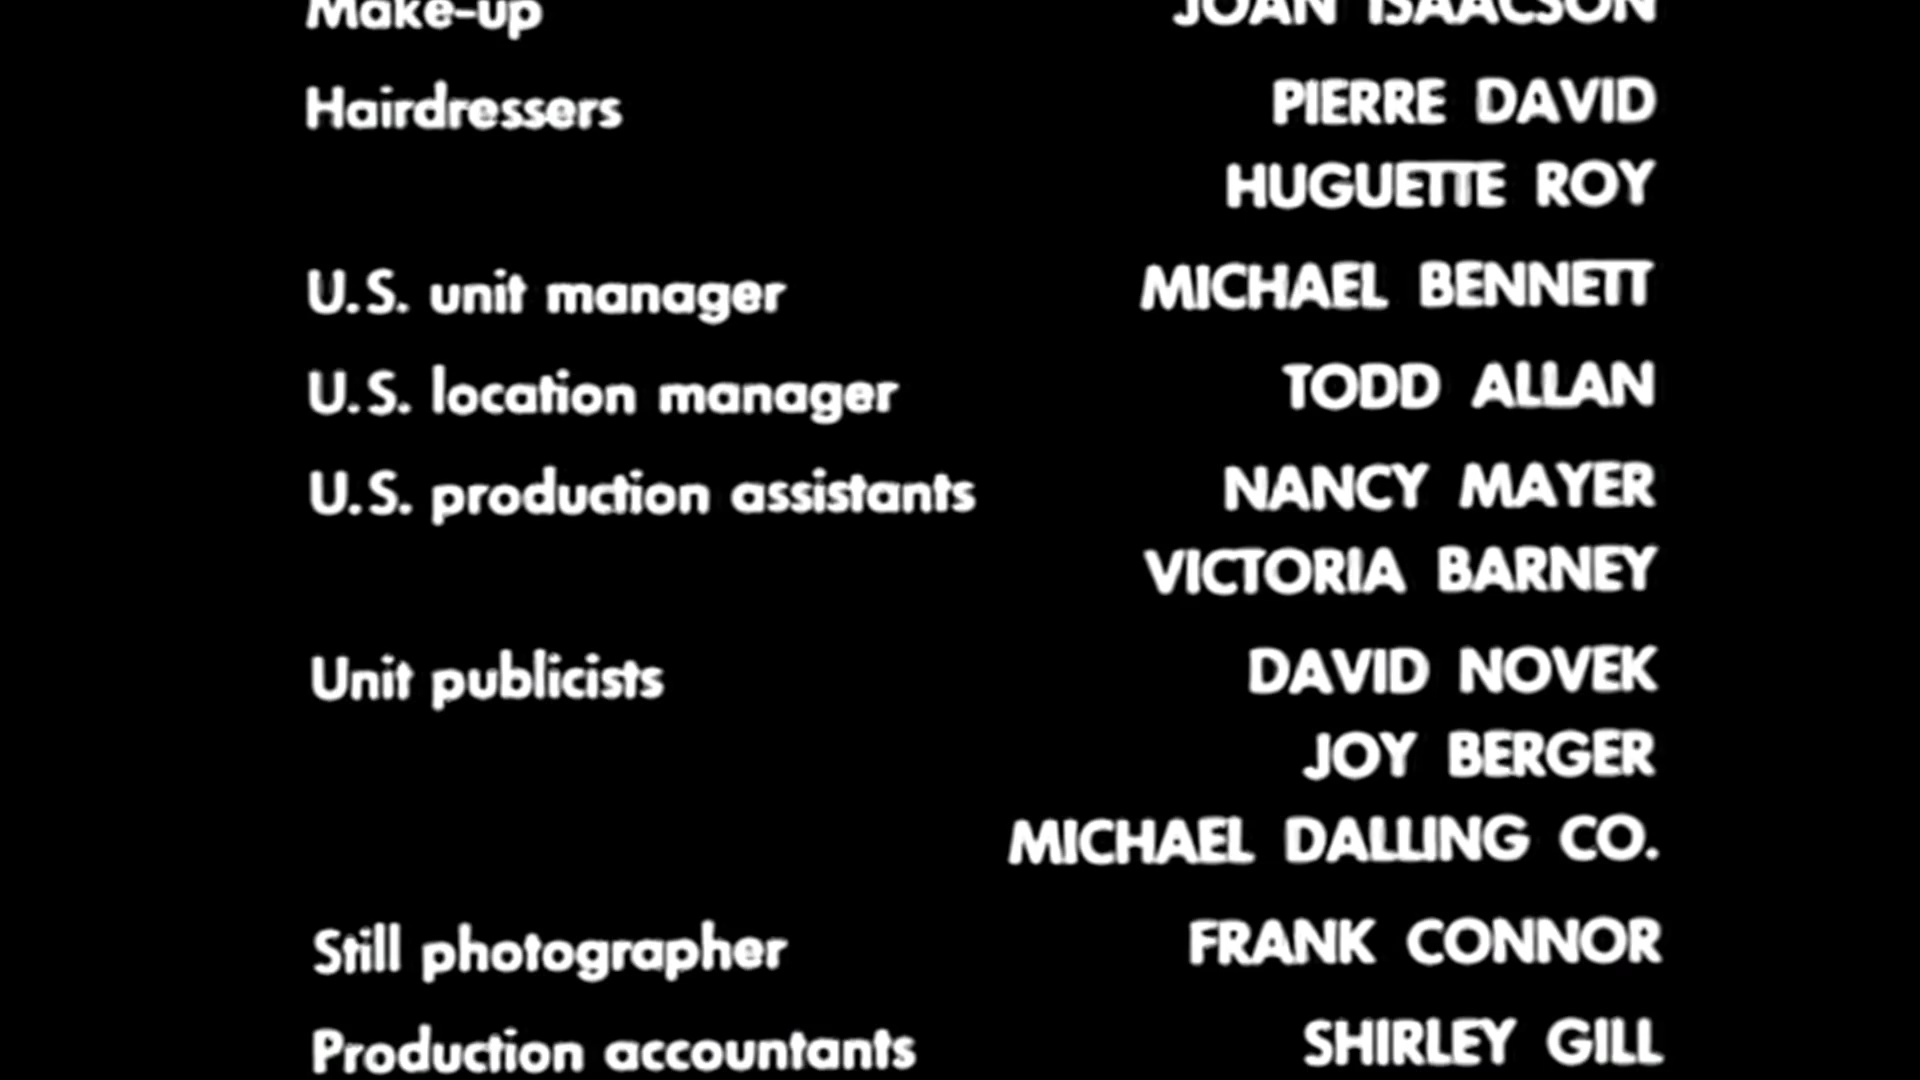 Make-up JOAN ISAACSON
Hairdressers PIERRE DAVID
HUGUETTE ROY
U.S. unit manager MICHAEL BENNETT
U.S. location manager TODD ALLAN
U.S. production assistants NANCY MAYER
VICTORIA BARNEY
Unit publicists DAVID NOVEK
JOY BERGER
MICHAEL DALLING CO.
Still photographer FRANK CONNOR
Production accountants SHIRLEY GILL